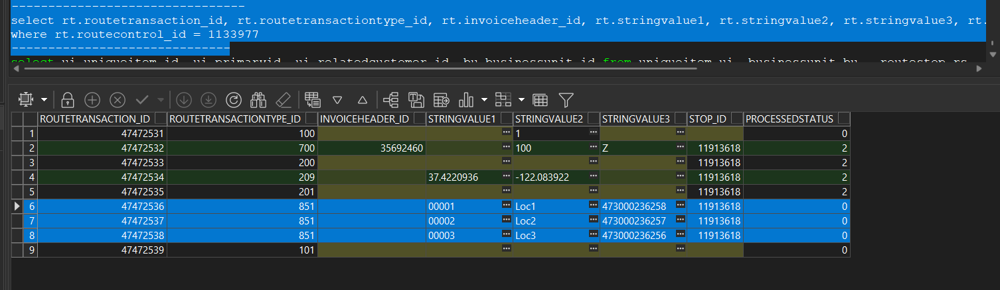 ---------------------------------
select rt.routetransaction_id, rt.routetransactiontype_id, rt.invoiceheader_id, rt.stringvalue1, rt.stringvalue2, rt.stringvalue3, rt.
where rt.routecontrol_id = 1133977
-------------------------------
select ui.uniqueitem_id, ui.primaryid, ui.relatedcustomer_id, bu.businessunit_id from uniqueitem ui, businessunit bu, routestop rs
ROUTETRANSACTION_ID ROUTETRANSACTIONTYPE_ID INVOICEHEADER_ID STRINGVALUE1 STRINGVALUE2 STRINGVALUE3 STOP_ID PROCESSEDSTATUS
1 47472531 100 ... 1 ... ... 0
2 47472532 700 35692460 ... 100 ... Z ... 11913618 2
3 47472533 200 ... ... ... 11913618 2
4 47472534 209 37.4220936 ... -122.083922 ... ... 11913618 2
5 47472535 201 ... ... ... 11913618 2
6 47472536 851 00001 ... Loc1 ... 473000236258 ... 11913618 0
7 47472537 851 00002 ... Loc2 ... 473000236257 ... 11913618 0
8 47472538 851 00003 ... Loc3 ... 473000236256 ... 11913618 0
9 47472539 101 ... ... ... 0